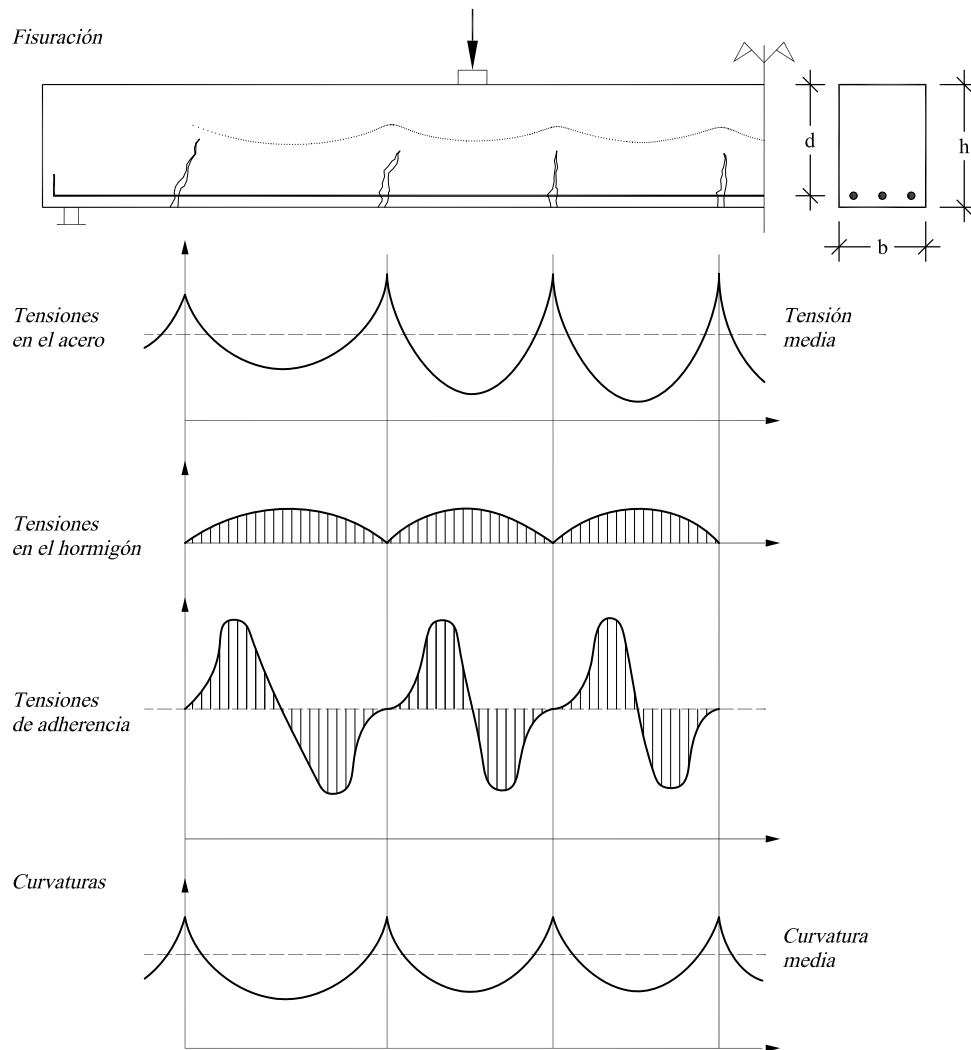 Fisuración
d
h
b
Tensiones
en el acero
Tensión
media
Tensiones
en el hormigón
Tensiones
de adherencia
Curvaturas
Curvatura
media